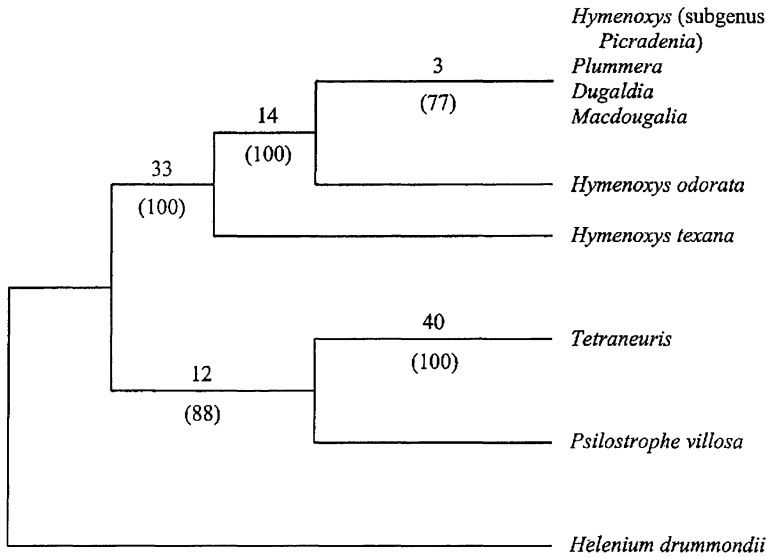 Hymenoxys (subgenus
Picradenia)
3
Plummera
(77)
Dugaldia
14
Macdougalia
(100)
33
Hymenoxys odorata
(100)
Hymenoxys texana
40
Tetraneuris
(100)
12
(88)
Psilostrophe villosa
Helenium drummondii